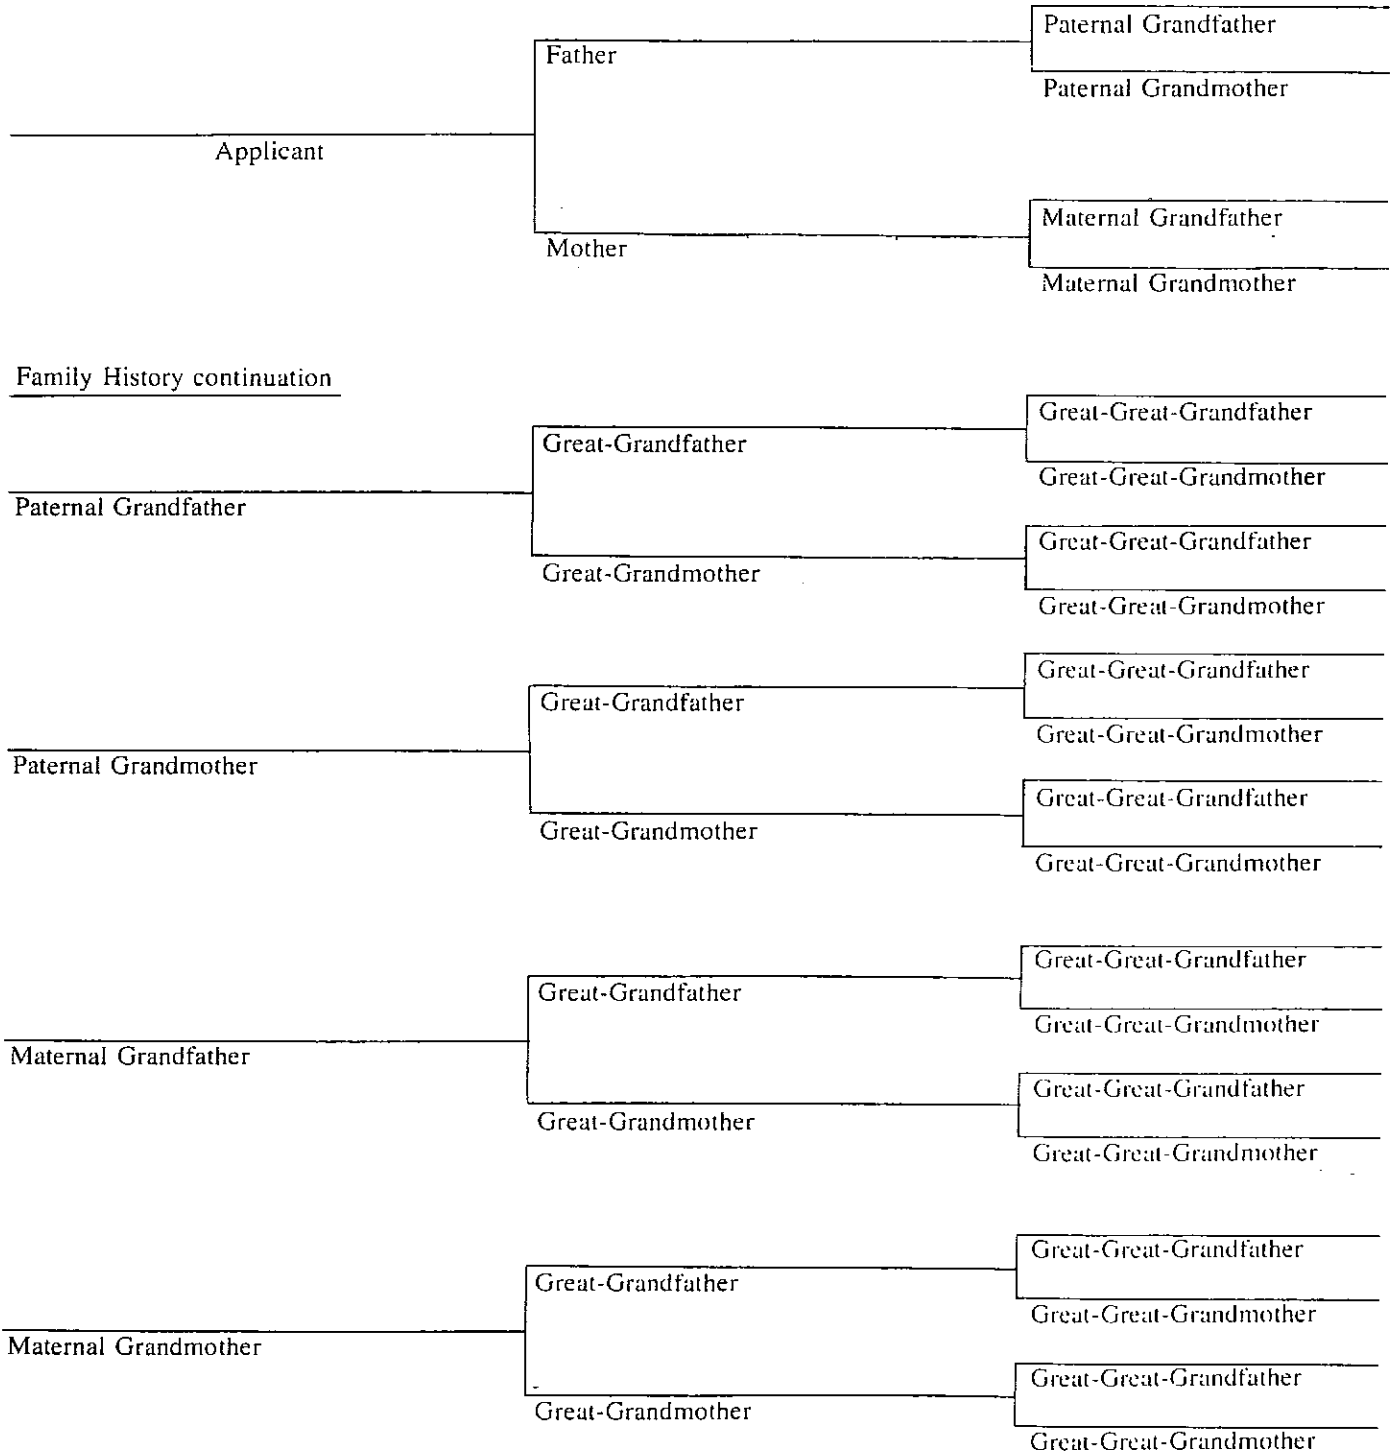 Paternal Grandfather
Father
Paternal Grandmother
Applicant
Maternal Grandfather
Mother
Maternal Grandmother
Family History continuation
Great-Great-Grandfather
Great-Grandfather
Great-Great-Grandmother
Paternal Grandfather
Great-Great-Grandfather
Great-Grandmother
Great-Great-Grandmother
Great-Great-Grandfather
Great-Grandfather
Great-Great-Grandmother
Paternal Grandmother
Great-Great-Grandfather
Great-Grandmother
Great-Great-Grandmother
Great-Great-Grandfather
Great-Grandfather
Great-Great-Grandmother
Maternal Grandfather
Great-Great-Grandfather
Great-Grandmother
Great-Great-Grandmother
Great-Great-Grandfather
Great-Grandfather
Great-Great-Grandmother
Maternal Grandmother
Great-Great-Grandfather
Great-Grandmother
Great-Great-Grandmother